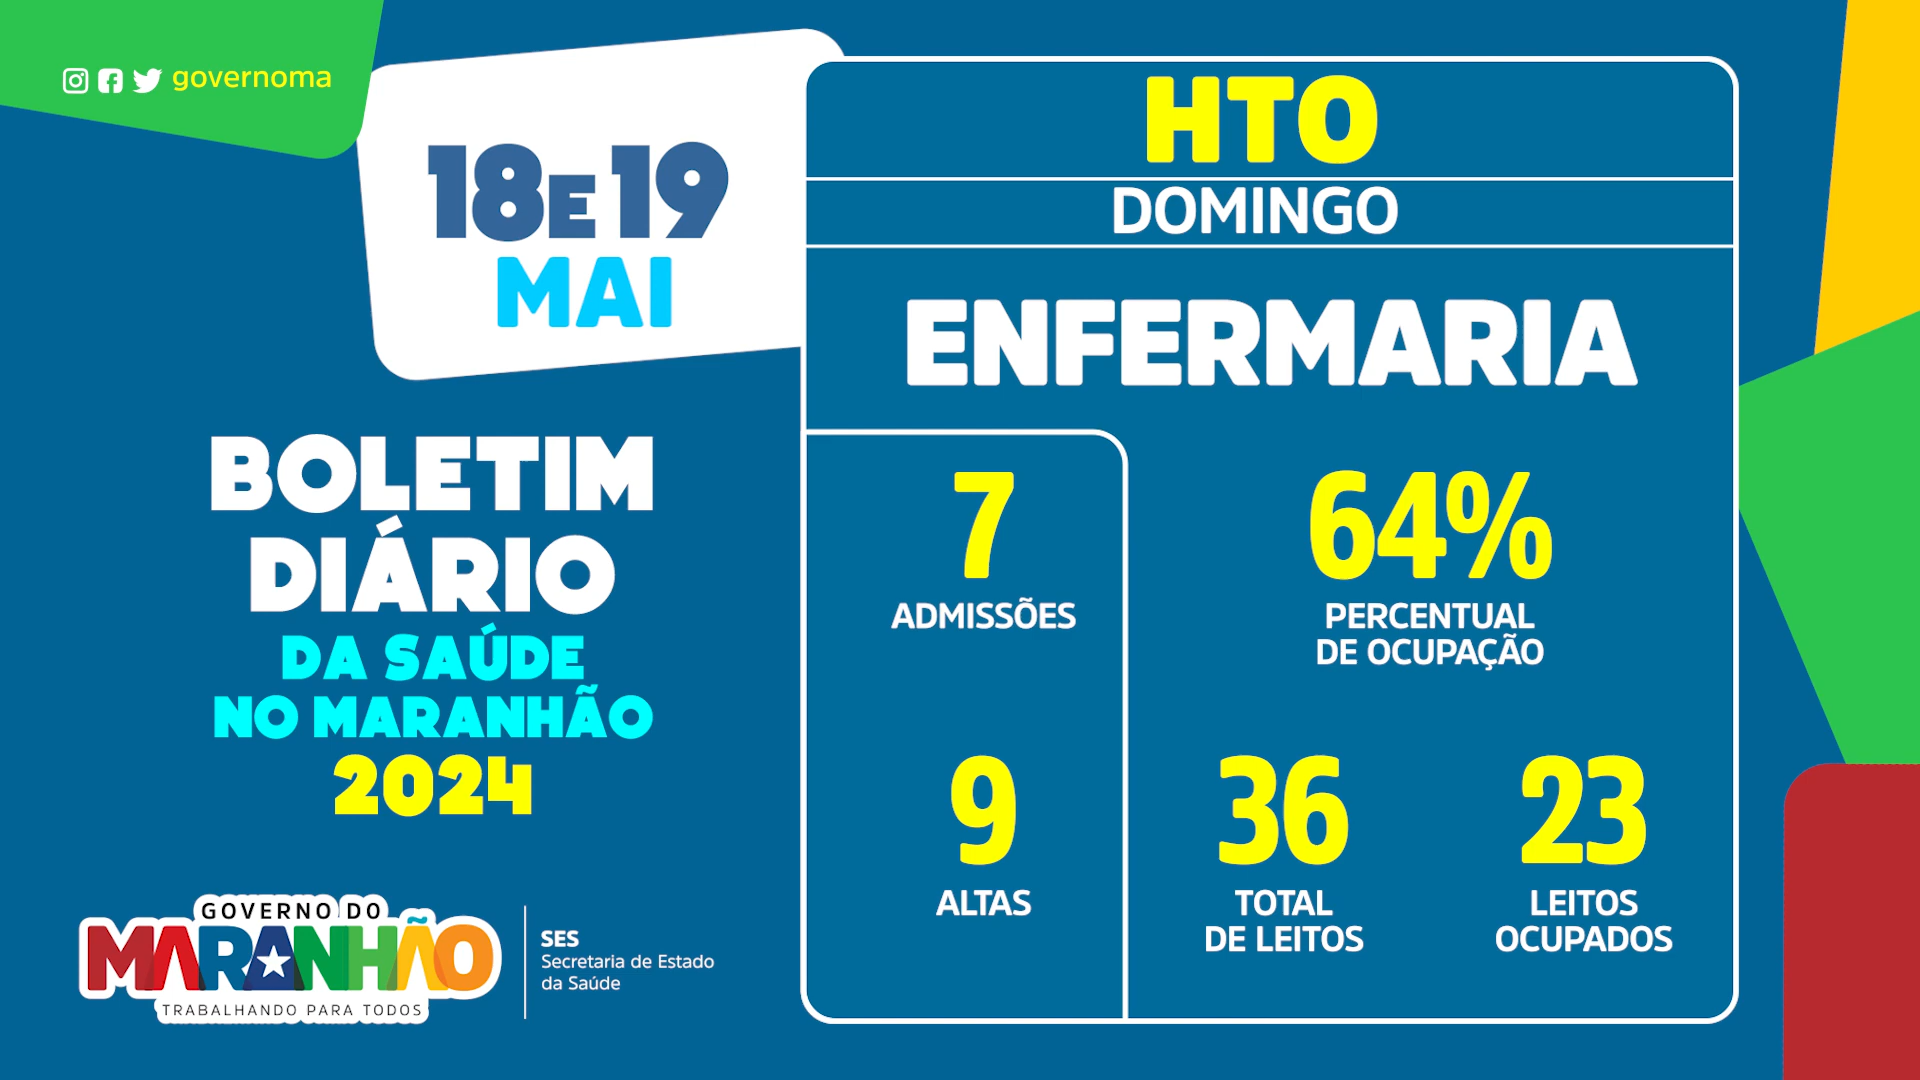 governoma
18 E 19
MAI
BOLETIM
DIÁRIO
DA SAÚDE
NO MARANHÃO
2024
GOVERNO DO
MARANHÃO
TRABALHANDO PARA TODOS
SES
Secretaria de Estado
da Saúde
HTO
DOMINGO
ENFERMARIA
7
ADMISSÕES
64%
PERCENTUAL
DE OCUPAÇÃO
9
ALTAS
36
TOTAL
DE LEITOS
23
LEITOS
OCUPADOS